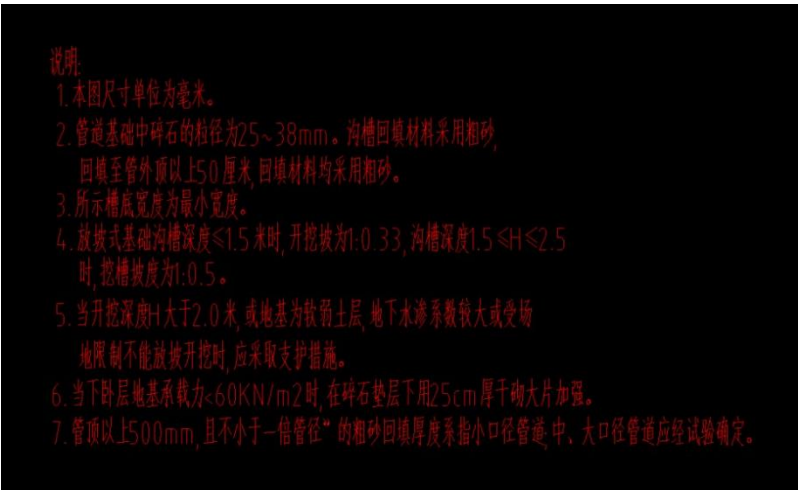 说明:
1.本图尺寸单位为毫米。
2.管道基础中碎石的粒径为25~38mm。沟槽回填材料采用粗砂,
回填至管外顶以上50厘米,回填材料均采用粗砂。
3.所示槽底宽度为最小宽度。
4.放坡式基础沟槽深度≤1.5米时,开挖坡为1:0.33,沟槽深度1.5≤H≤2.5
时,挖槽坡度为1:0.5。
5.当开挖深度H大于2.0米,或地基为软弱土层,地下水渗系数较大或受场
地限制不能放坡开挖时,应采取支护措施。
6.当下卧层地基承载力<60KN/m2时,在碎石垫层下用25cm厚干砌大片加强。
7.管顶以上500mm,且不小于一倍管径“的粗砂回填厚度系指小口径管道;中、大口径管道应经试验确定。